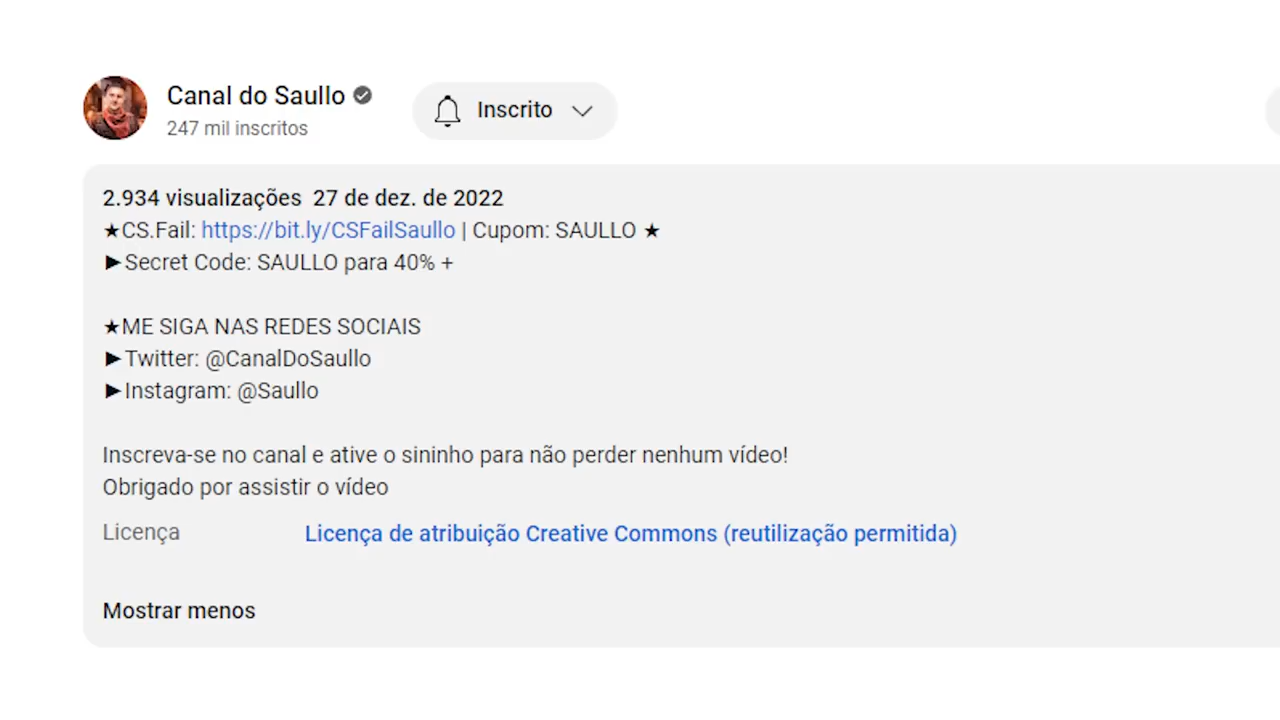 Canal do Saullo
247 mil inscritos
Inscrito
2.934 visualizações 27 de dez. de 2022
★CS.Fail: https://bit.ly/CSFailSaullo | Cupom: SAULLO ★
►Secret Code: SAULLO para 40% +
★ME SIGA NAS REDES SOCIAIS
►Twitter: @CanalDoSaullo
►Instagram: @Saullo
Inscreva-se no canal e ative o sininho para não perder nenhum vídeo!
Obrigado por assistir o vídeo
Licença
Licença de atribuição Creative Commons (reutilização permitida)
Mostrar menos